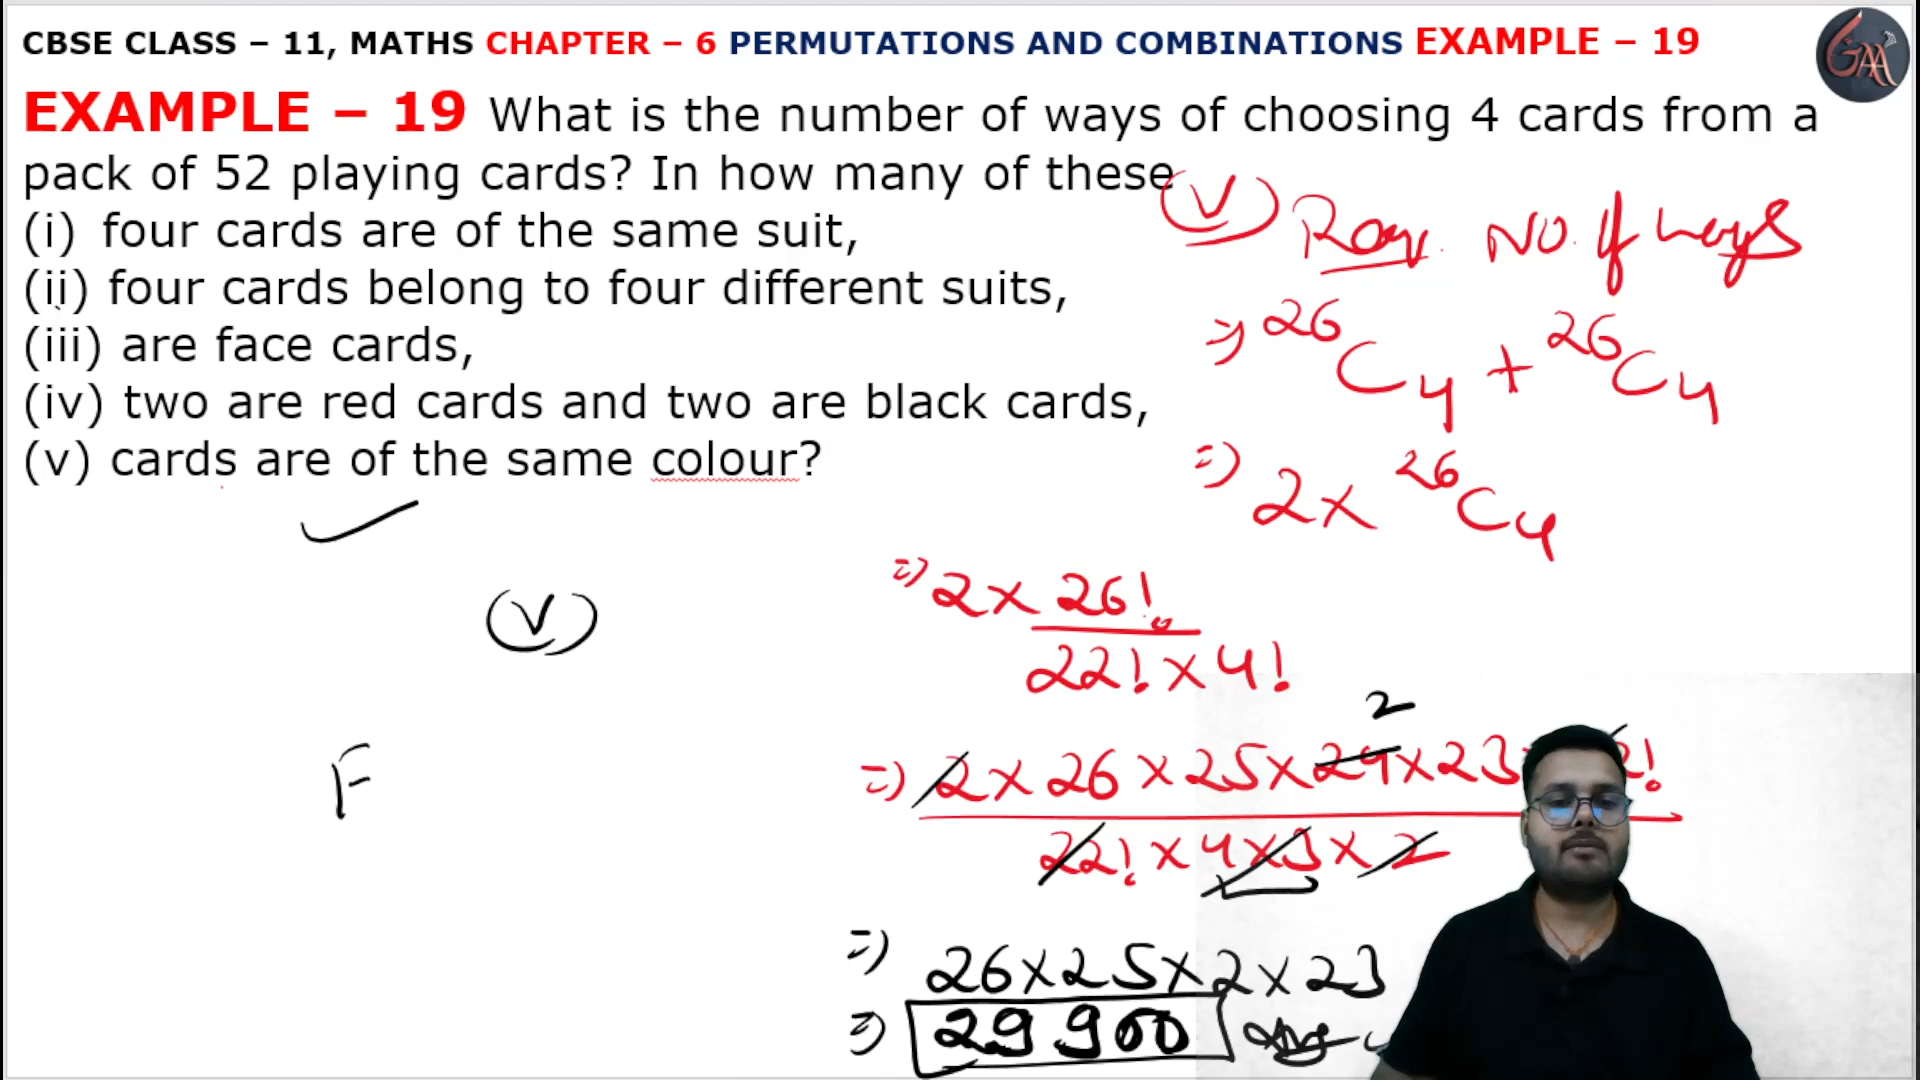 CBSE CLASS – 11, MATHS CHAPTER – 6 PERMUTATIONS AND COMBINATIONS EXAMPLE – 19
EXAMPLE – 19 What is the number of ways of choosing 4 cards from a
pack of 52 playing cards? In how many of these
(i) four cards are of the same suit,
(ii) four cards belong to four different suits,
(iii) are face cards,
(iv) two are red cards and two are black cards,
(v) cards are of the same colour?
(V)
F
(V) No. of ways
=) 26C4 + 26C4
=) 2x 26C4
=) 2x 26!
22! x 4!
2
=) 2 x 26 x 25 x 24 x 23 2!
22! x 4 x 3 x 2
=) 26 x 25 x 2 x 23
=) 29900 Ans